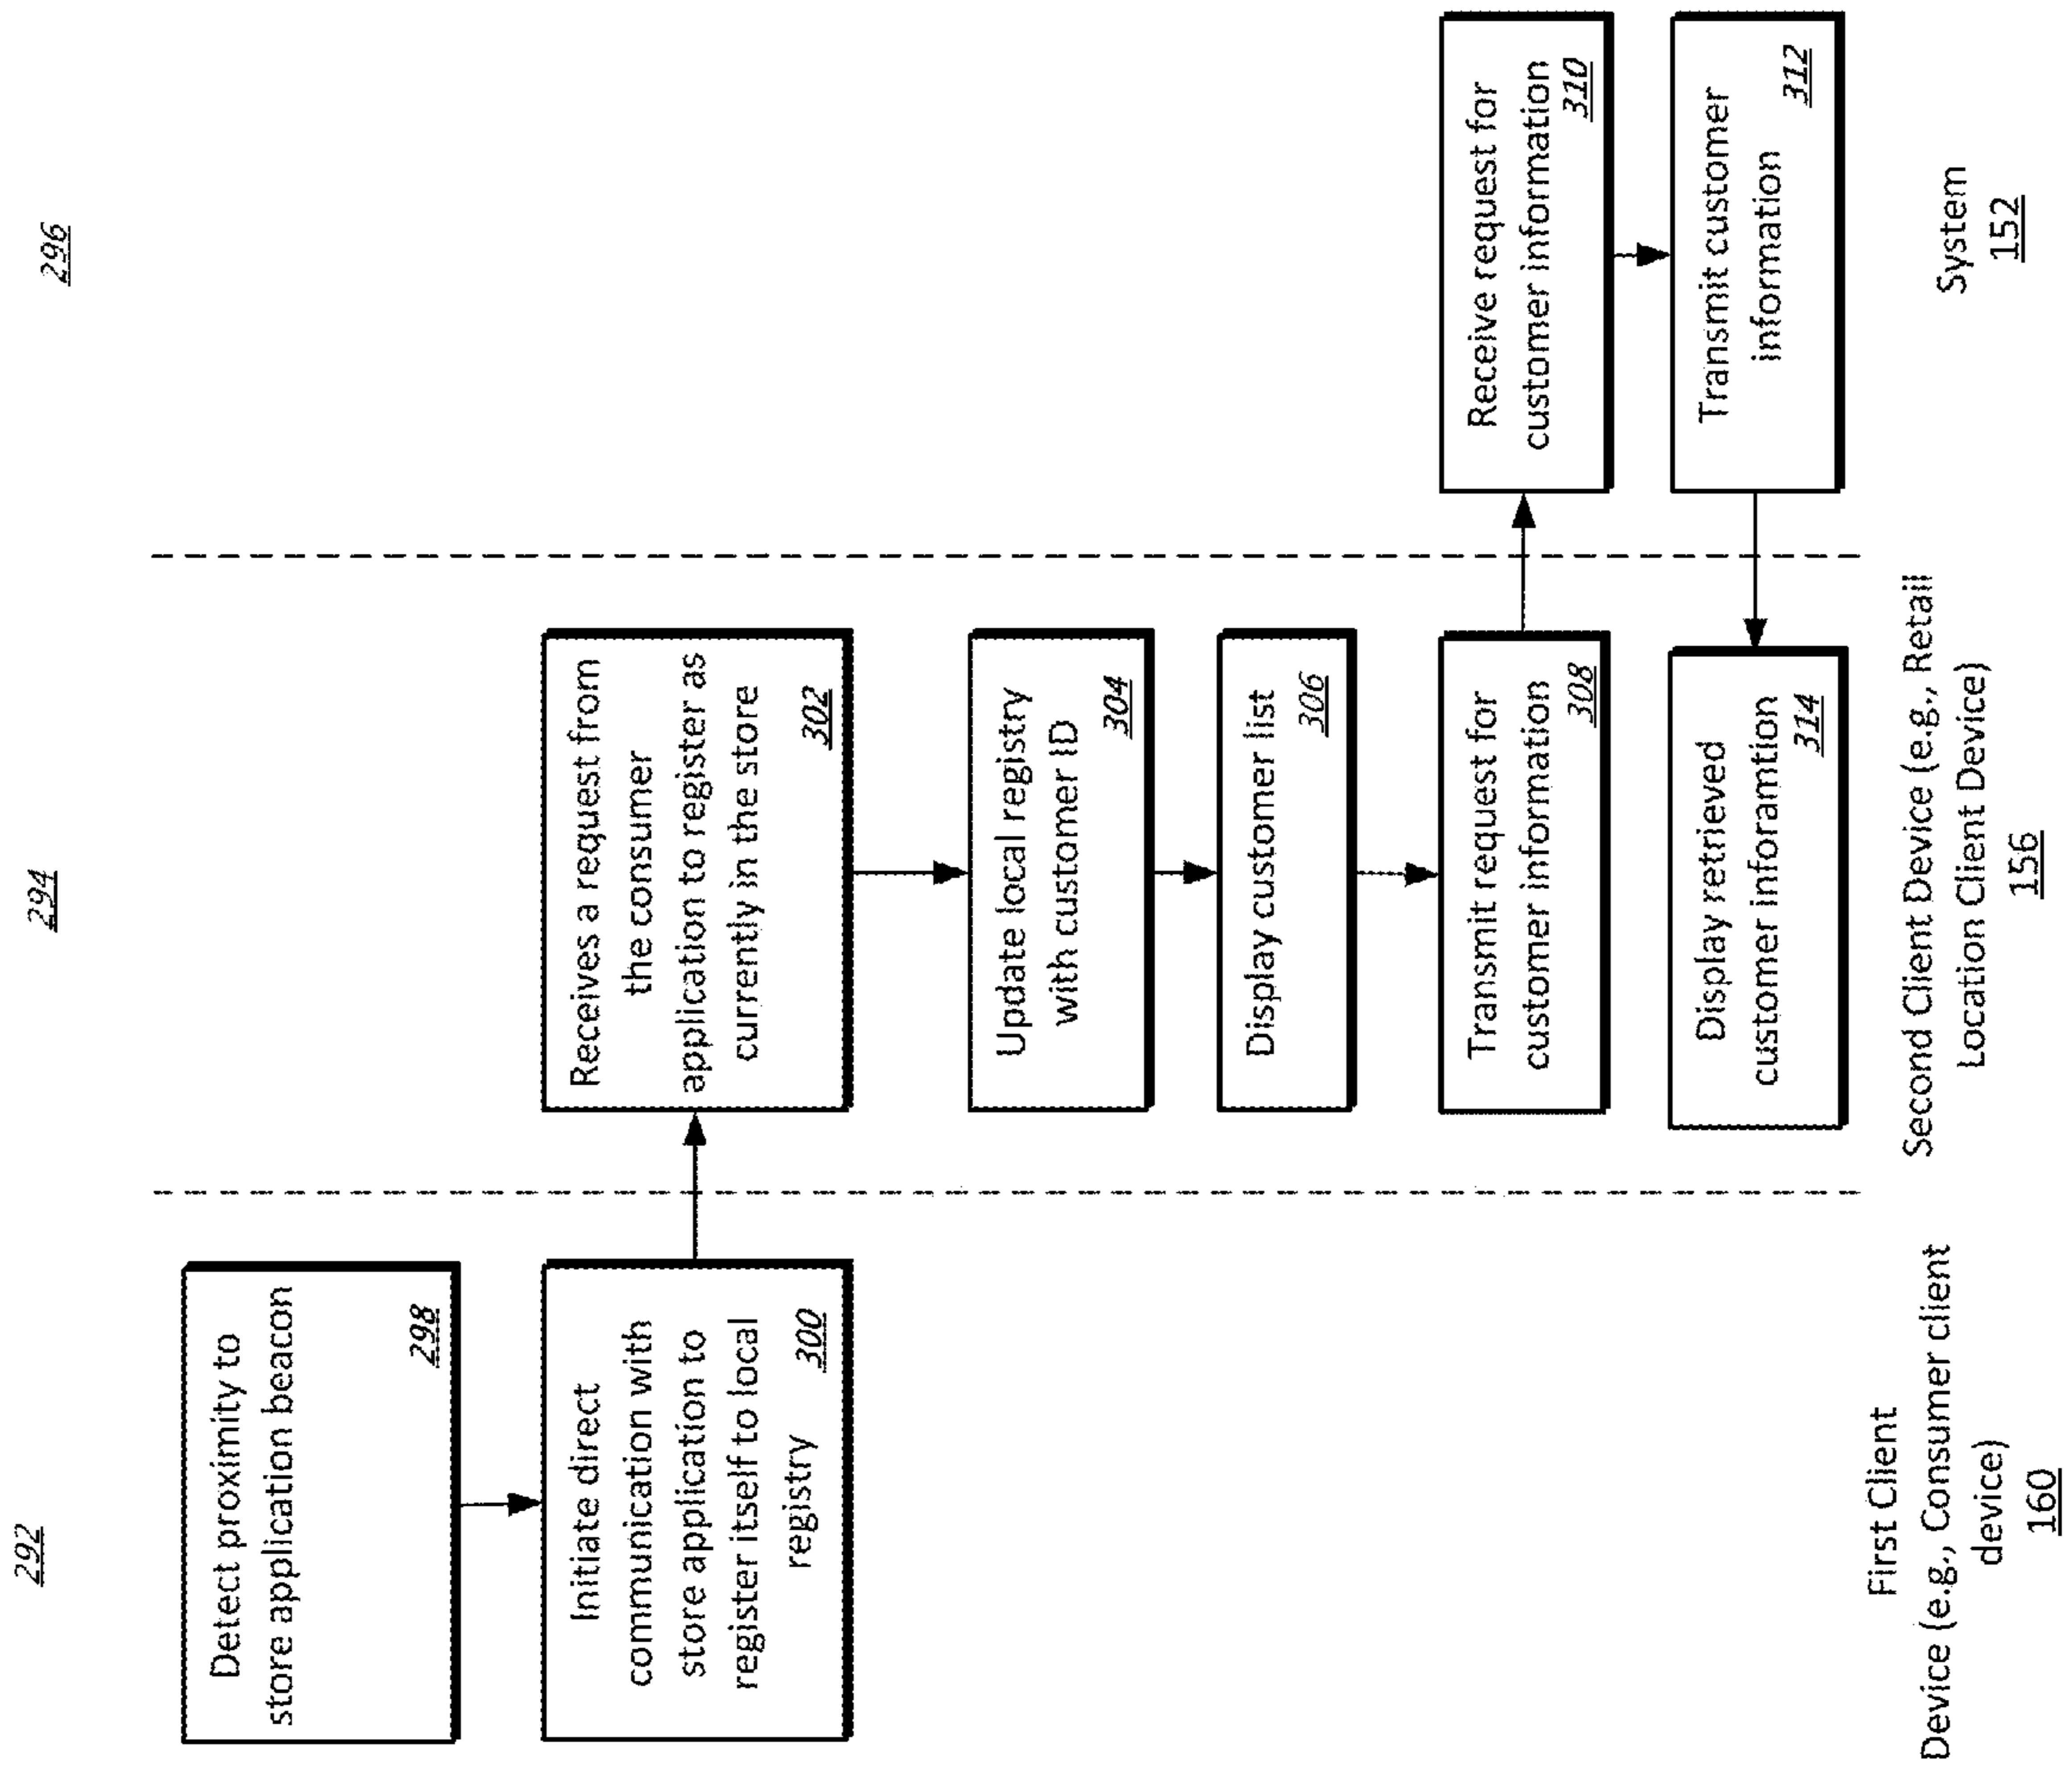 292
Detect proximity to
store application beacon
298
Initiate direct
communication with
store application to
register itself to local
registry 300
First Client
Device (e.g., Consumer client
device)
160
294
Receives a request from
the consumer
application to register as
currently in the store
302
Update local registry
with customer ID
304
Display customer list
306
Transmit request for
customer information
308
Display retrieved
customer inforamtion
314
Second Client Device (e.g., Retail
Location Client Device)
156
296
Receive request for
customer information
310
Transmit customer
information 312
System
152